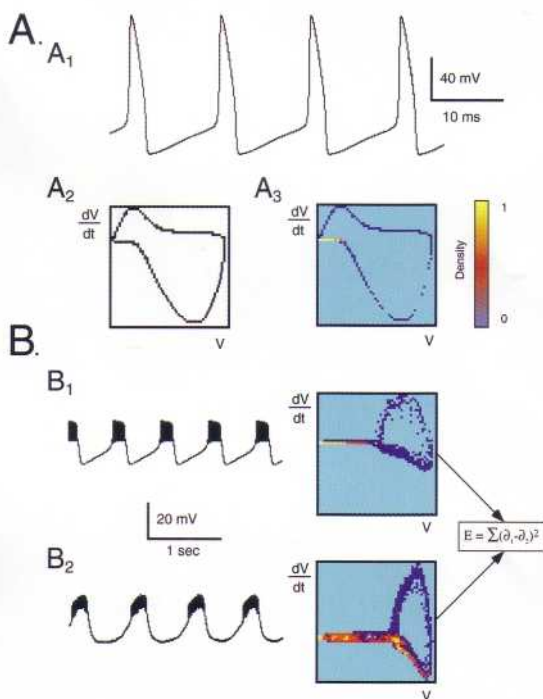 A.
A1
40 mV
10 ms
A2
A3
dV
dt
V
dV
dt
V
Density
1
0
B.
B1
dV
dt
V
20 mV
1 sec
E = ∑(∂₁-∂₂)²
B2
dV
dt
V